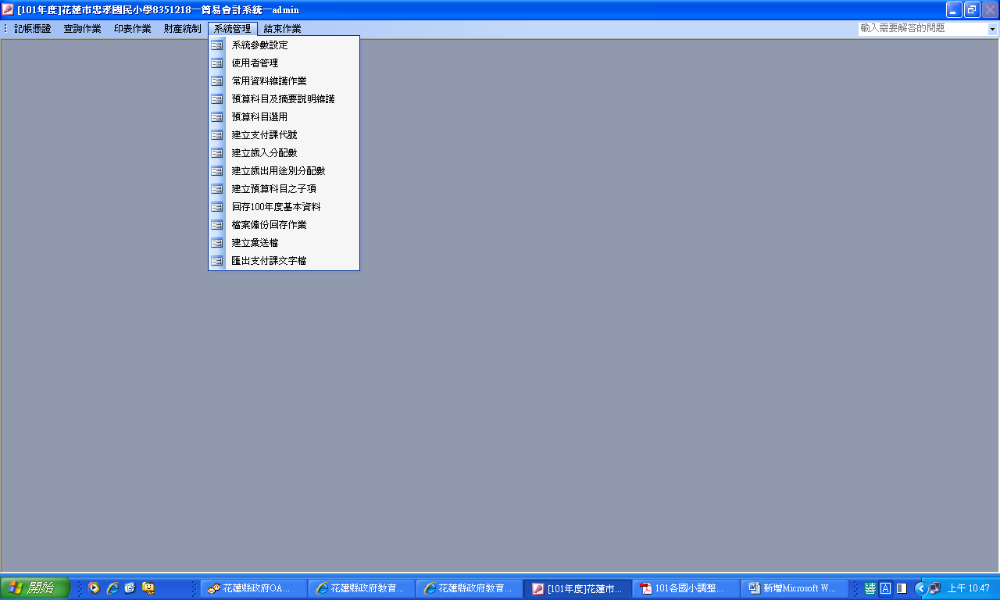 [101年度]花蓮市忠孝國民小學8351218—簡易會計系統—admin
記帳憑證 查詢作業 印表作業 財産統制 系統管理 結束作業 輸入需要解答的問題
系統參數設定
使用者管理
常用資料維護作業
預算科目及摘要說明維護
預算科目選用
建立支付課代號
建立歲入分配數
建立歲出用途別分配數
建立預算科目之子項
回存100年度基本資料
檔案備份回存作業
建立彙送檔
匯出支付課文字檔
開始 花蓮縣政府OA... 花蓮縣政府教育... 花蓮縣政府教育... [101年度]花蓮市... 101各國小調整... 新增Microsoft W... A 上午 10:47